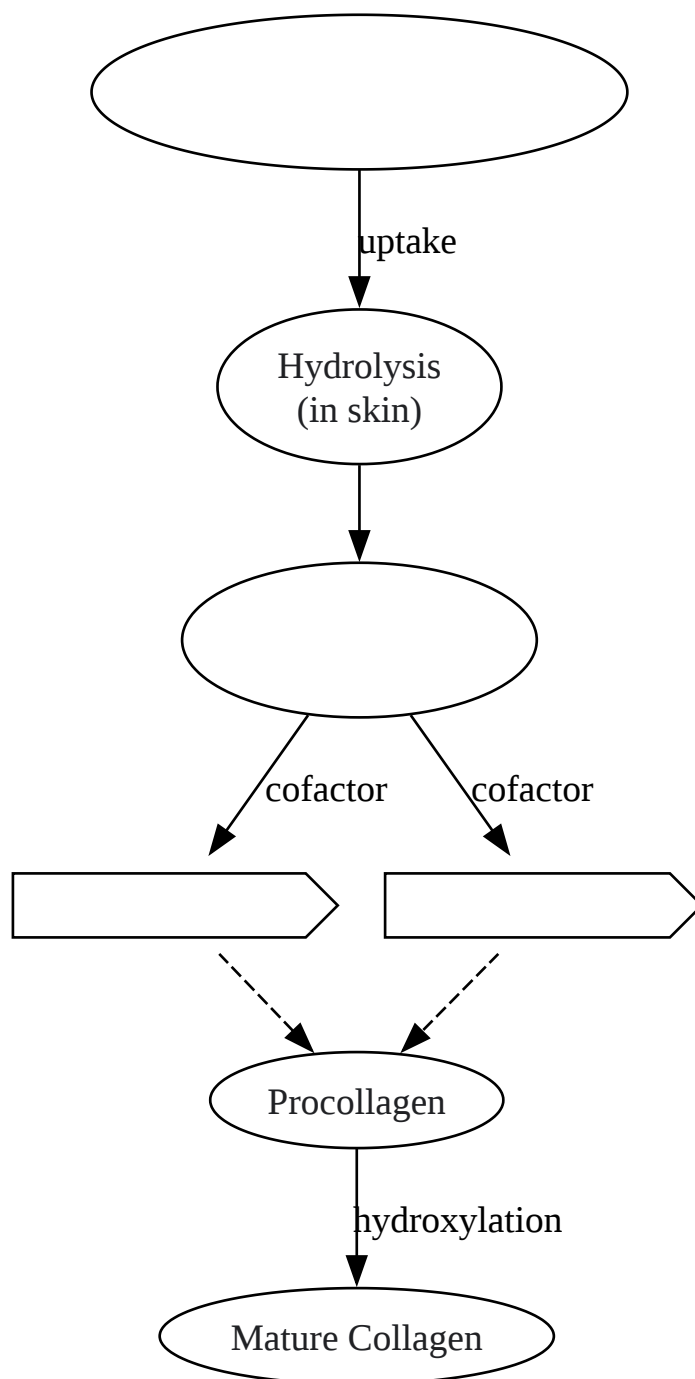 uptake
Hydrolysis
(in skin)
cofactor
cofactor
Procollagen
hydroxylation
Mature Collagen